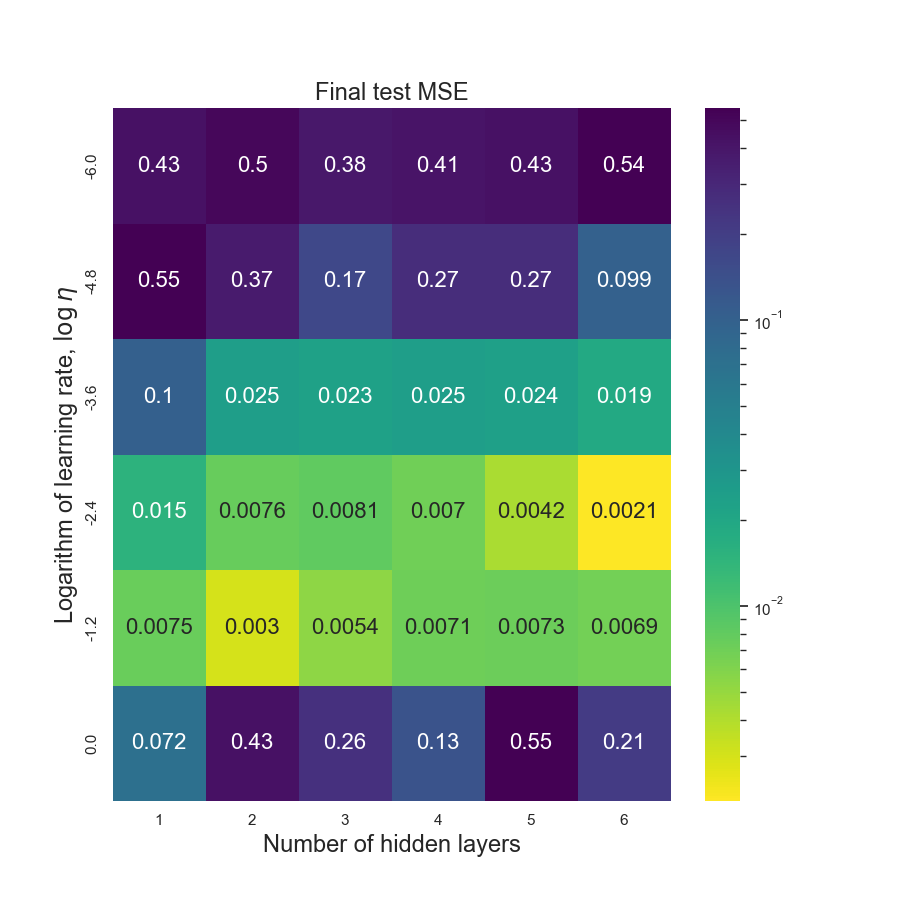 Final test MSE
-6.0 0.43 0.5 0.38 0.41 0.43 0.54
-4.8 0.55 0.37 0.17 0.27 0.27 0.099
-3.6 0.1 0.025 0.023 0.025 0.024 0.019
-2.4 0.015 0.0076 0.0081 0.007 0.0042 0.0021
-1.2 0.0075 0.003 0.0054 0.0071 0.0073 0.0069
0.0 0.072 0.43 0.26 0.13 0.55 0.21
1 2 3 4 5 6
Number of hidden layers
Logarithm of learning rate, log η
10⁻¹
10⁻²